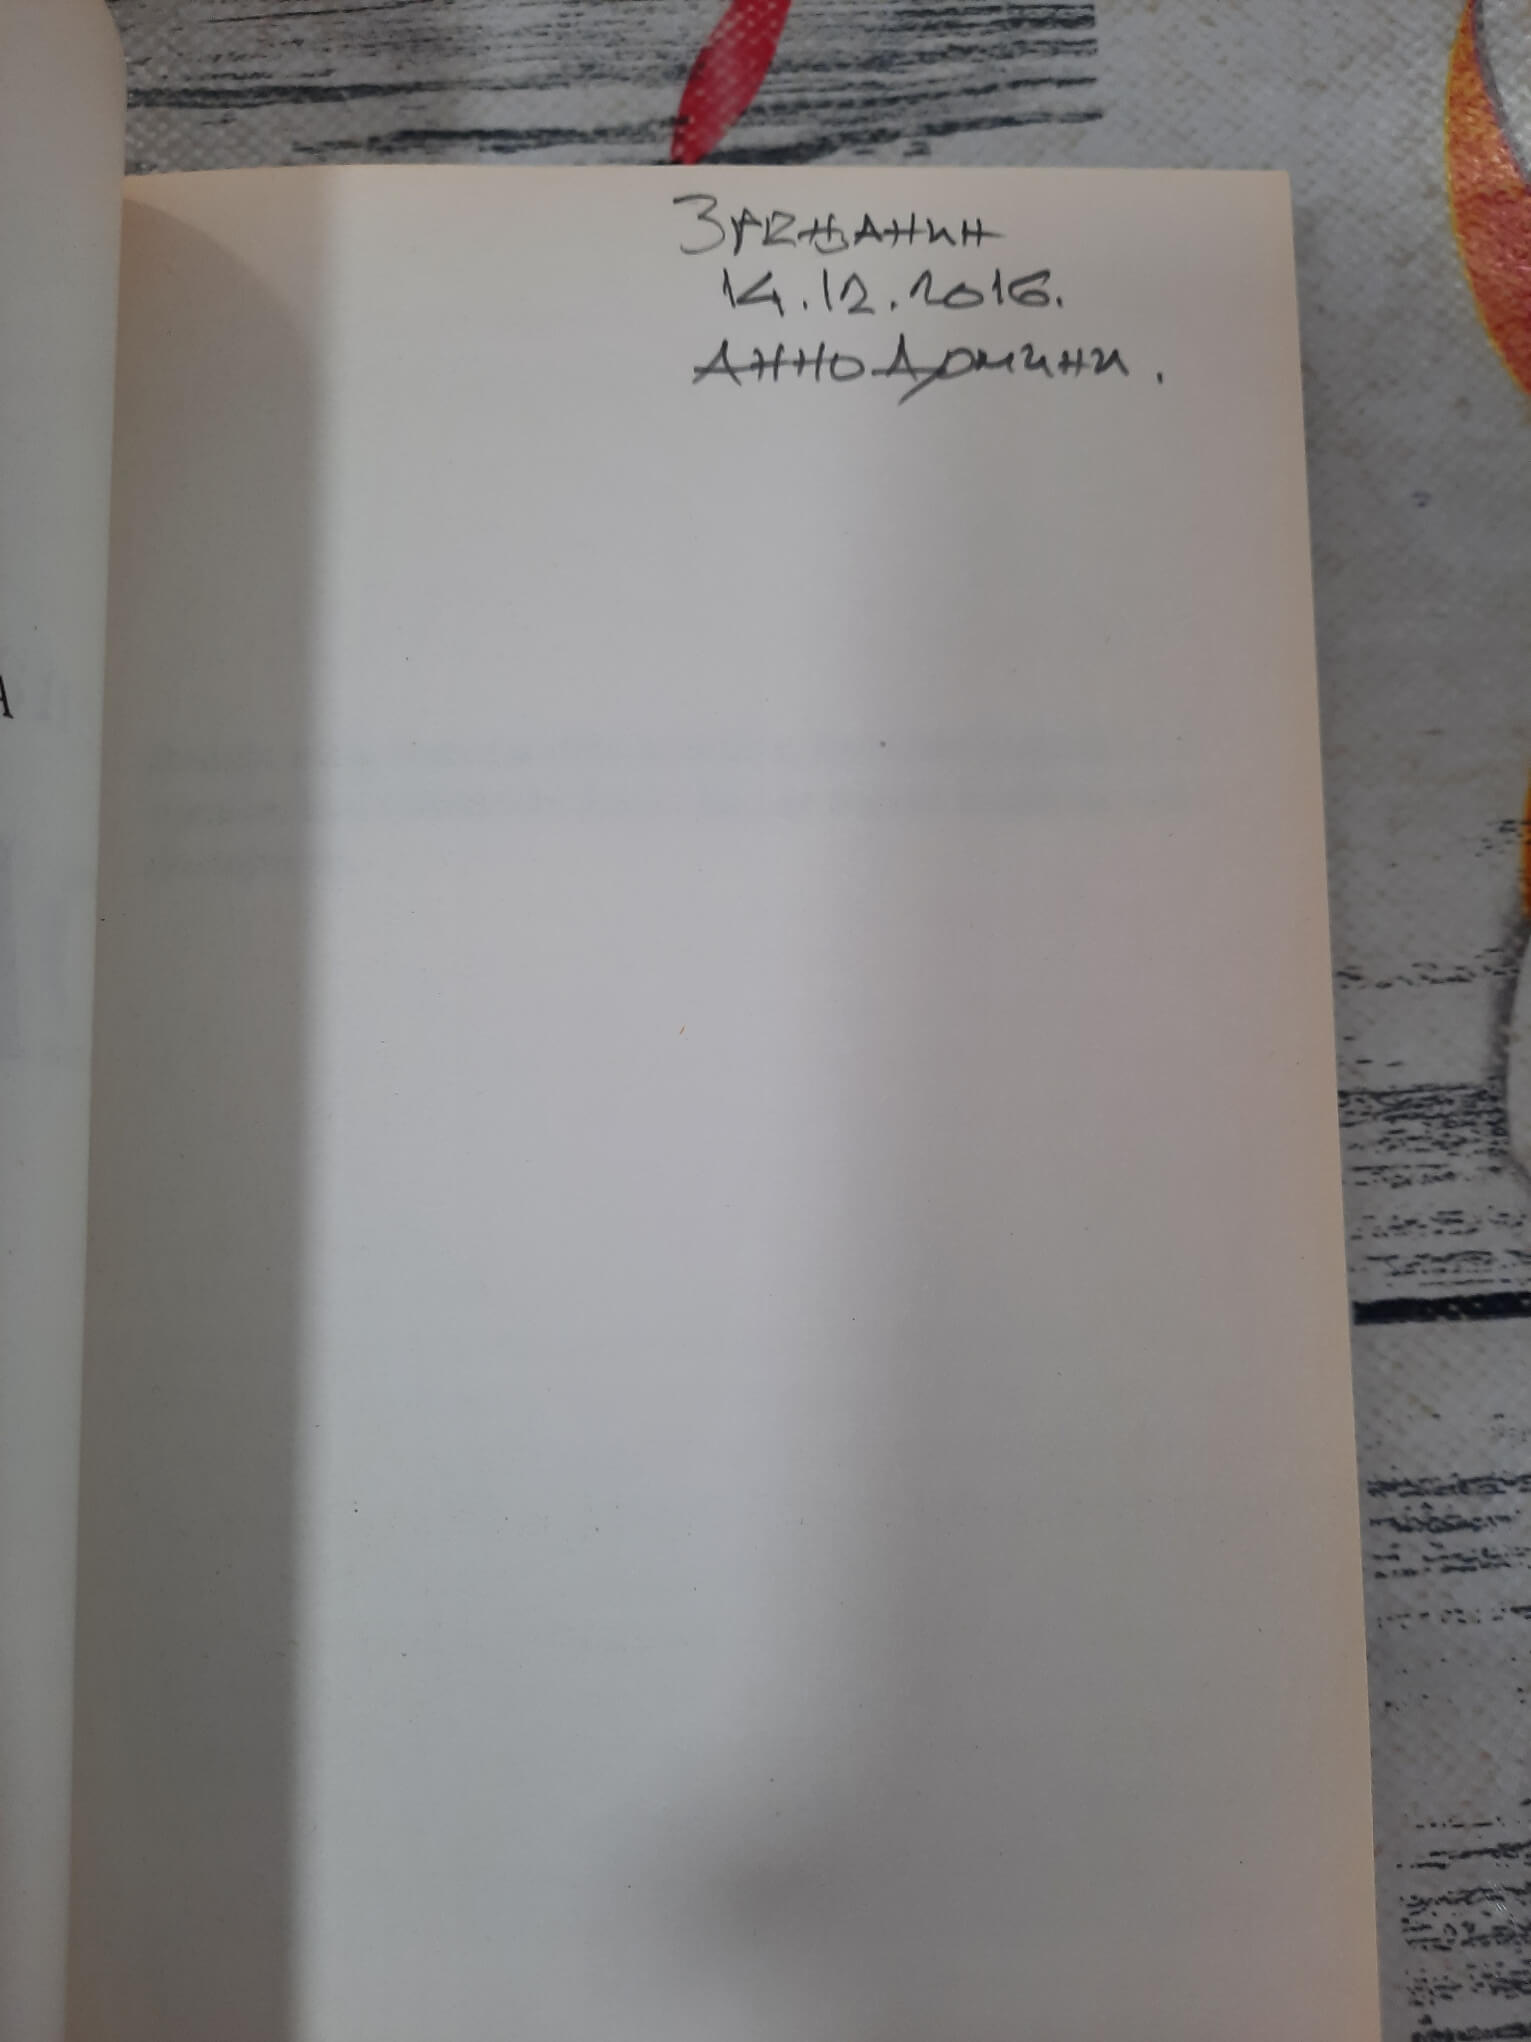 Зрењанин
14.12.2016.
Анно Домини.
А